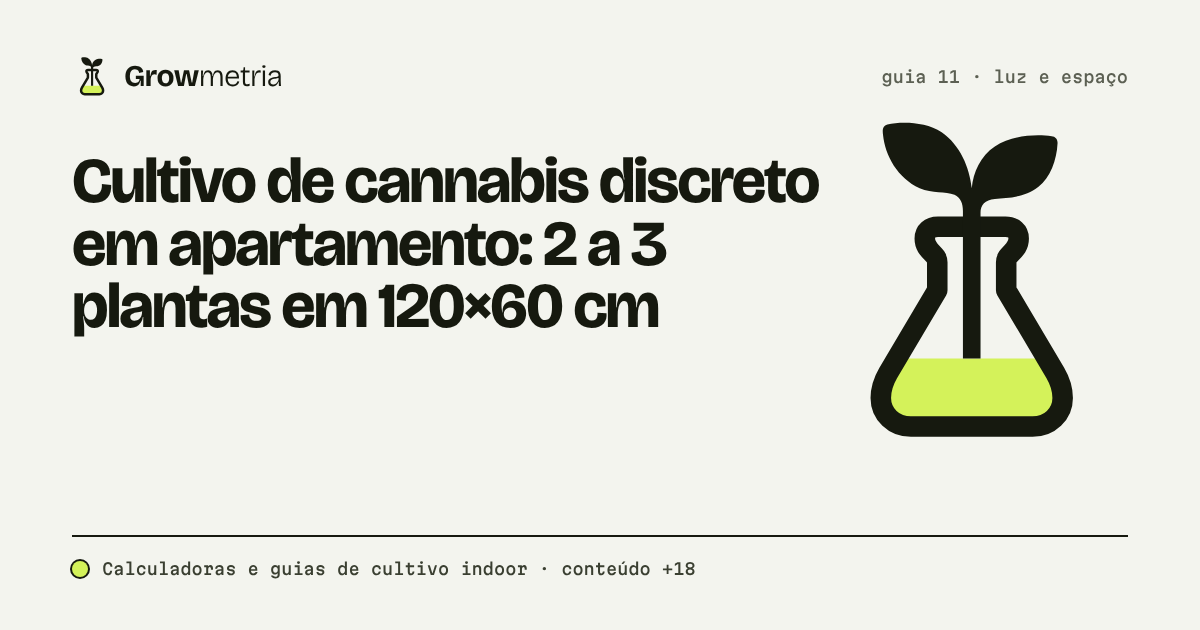 Growmetria
guia 11 · luz e espaço
Cultivo de cannabis discreto
em apartamento: 2 a 3
plantas em 120×60 cm
Calculadoras e guias de cultivo indoor · conteúdo +18